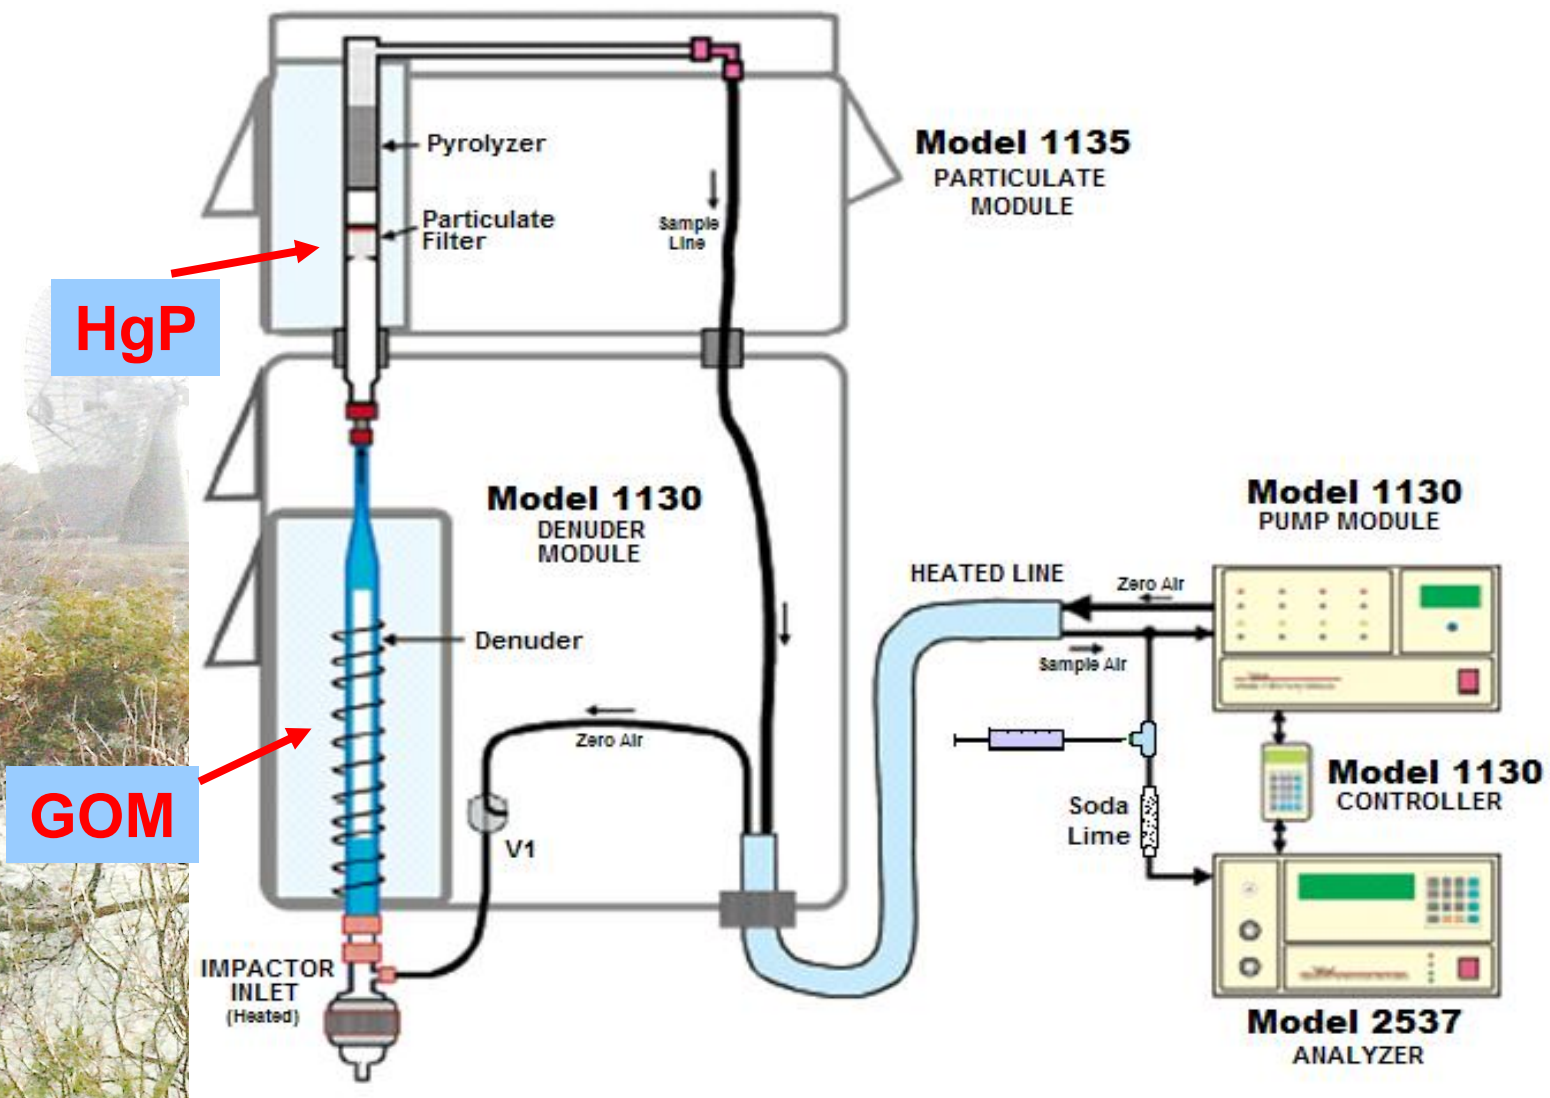 Pyrolyzer
Model 1135
PARTICULATE
MODULE
Particulate
Filter
Sample
Line
HgP
Model 1130
DENUDER
MODULE
Model 1130
PUMP MODULE
HEATED LINE
Zero Air
Denuder
Sample Air
Zero Air
GOM
V1
Soda
Lime
Model 1130
CONTROLLER
IMPACTOR
INLET
(Heated)
Model 2537
ANALYZER